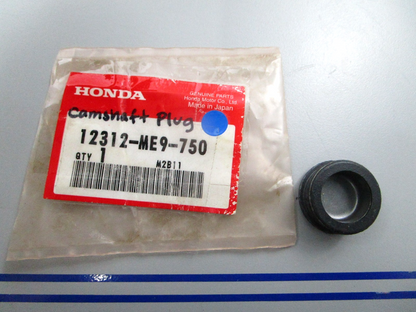 HONDA
GENUINE PARTS
Honda Motor Co., Ltd.
Made in Japan
Camshaft Plug
12312-ME9-750
QTY 1
M2B11